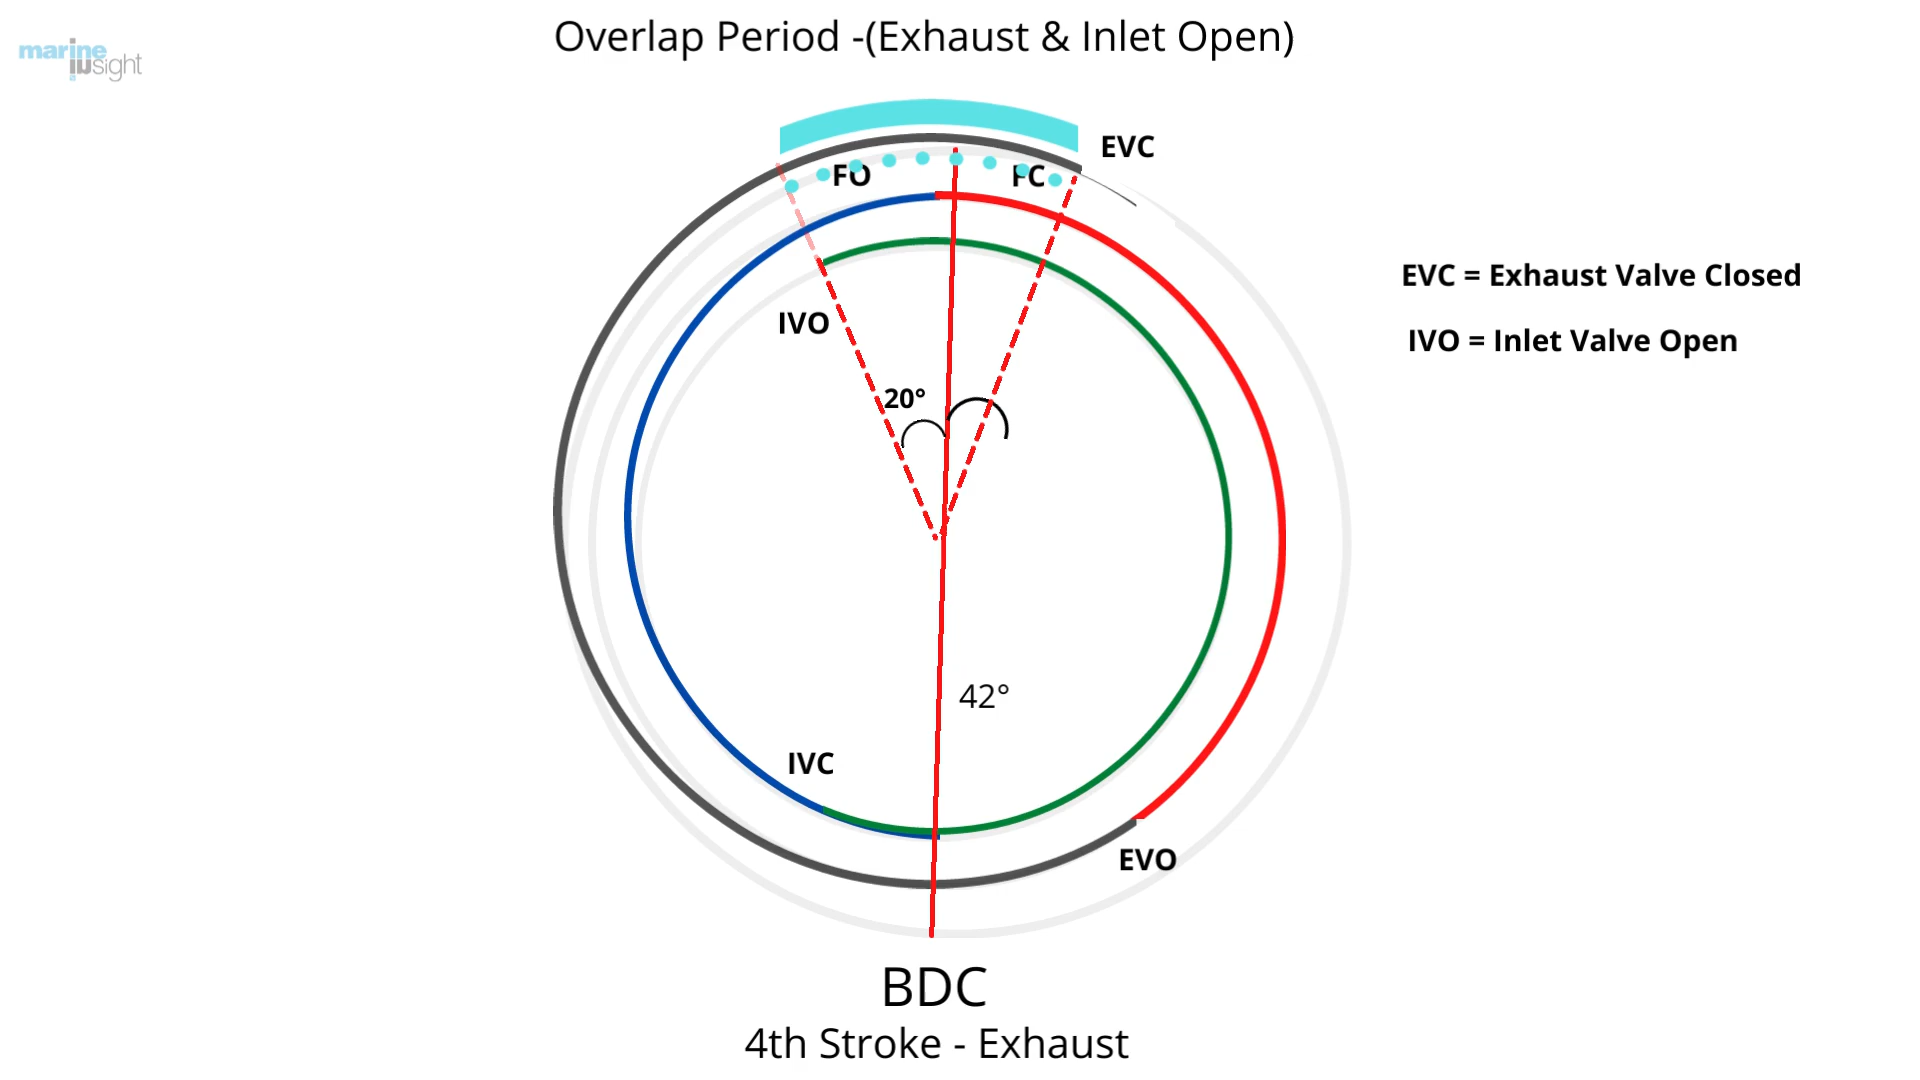 Overlap Period -(Exhaust & Inlet Open)
marine
insight
EVC
FO
FC
EVC = Exhaust Valve Closed
IVO
IVO = Inlet Valve Open
20°
42°
IVC
EVO
BDC
4th Stroke - Exhaust